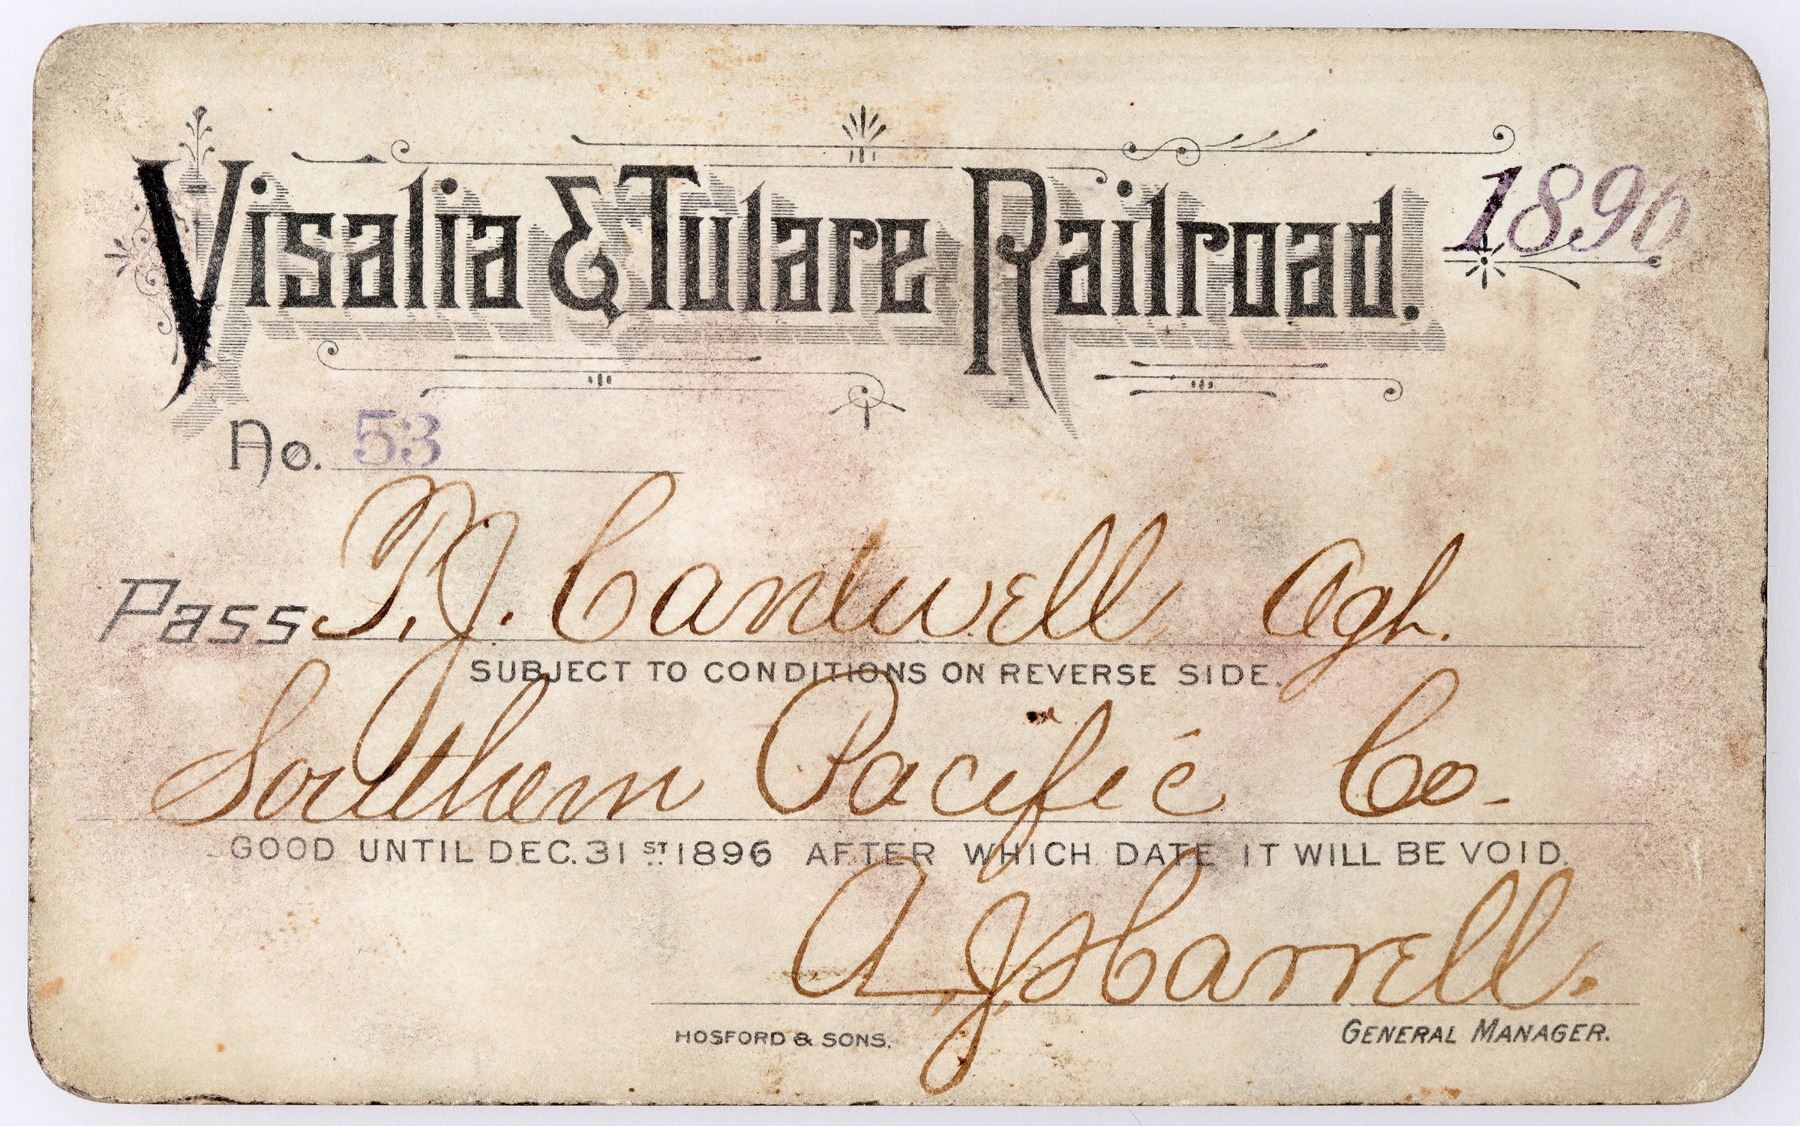 Visalia & Tulare Railroad. 1896
No. 53
Pass T. J. Cantwell Agt.
SUBJECT TO CONDITIONS ON REVERSE SIDE.
Southern Pacific Co.
GOOD UNTIL DEC. 31ST 1896 AFTER WHICH DATE IT WILL BE VOID.
A. J. Harrell.
HOSFORD & SONS. GENERAL MANAGER.